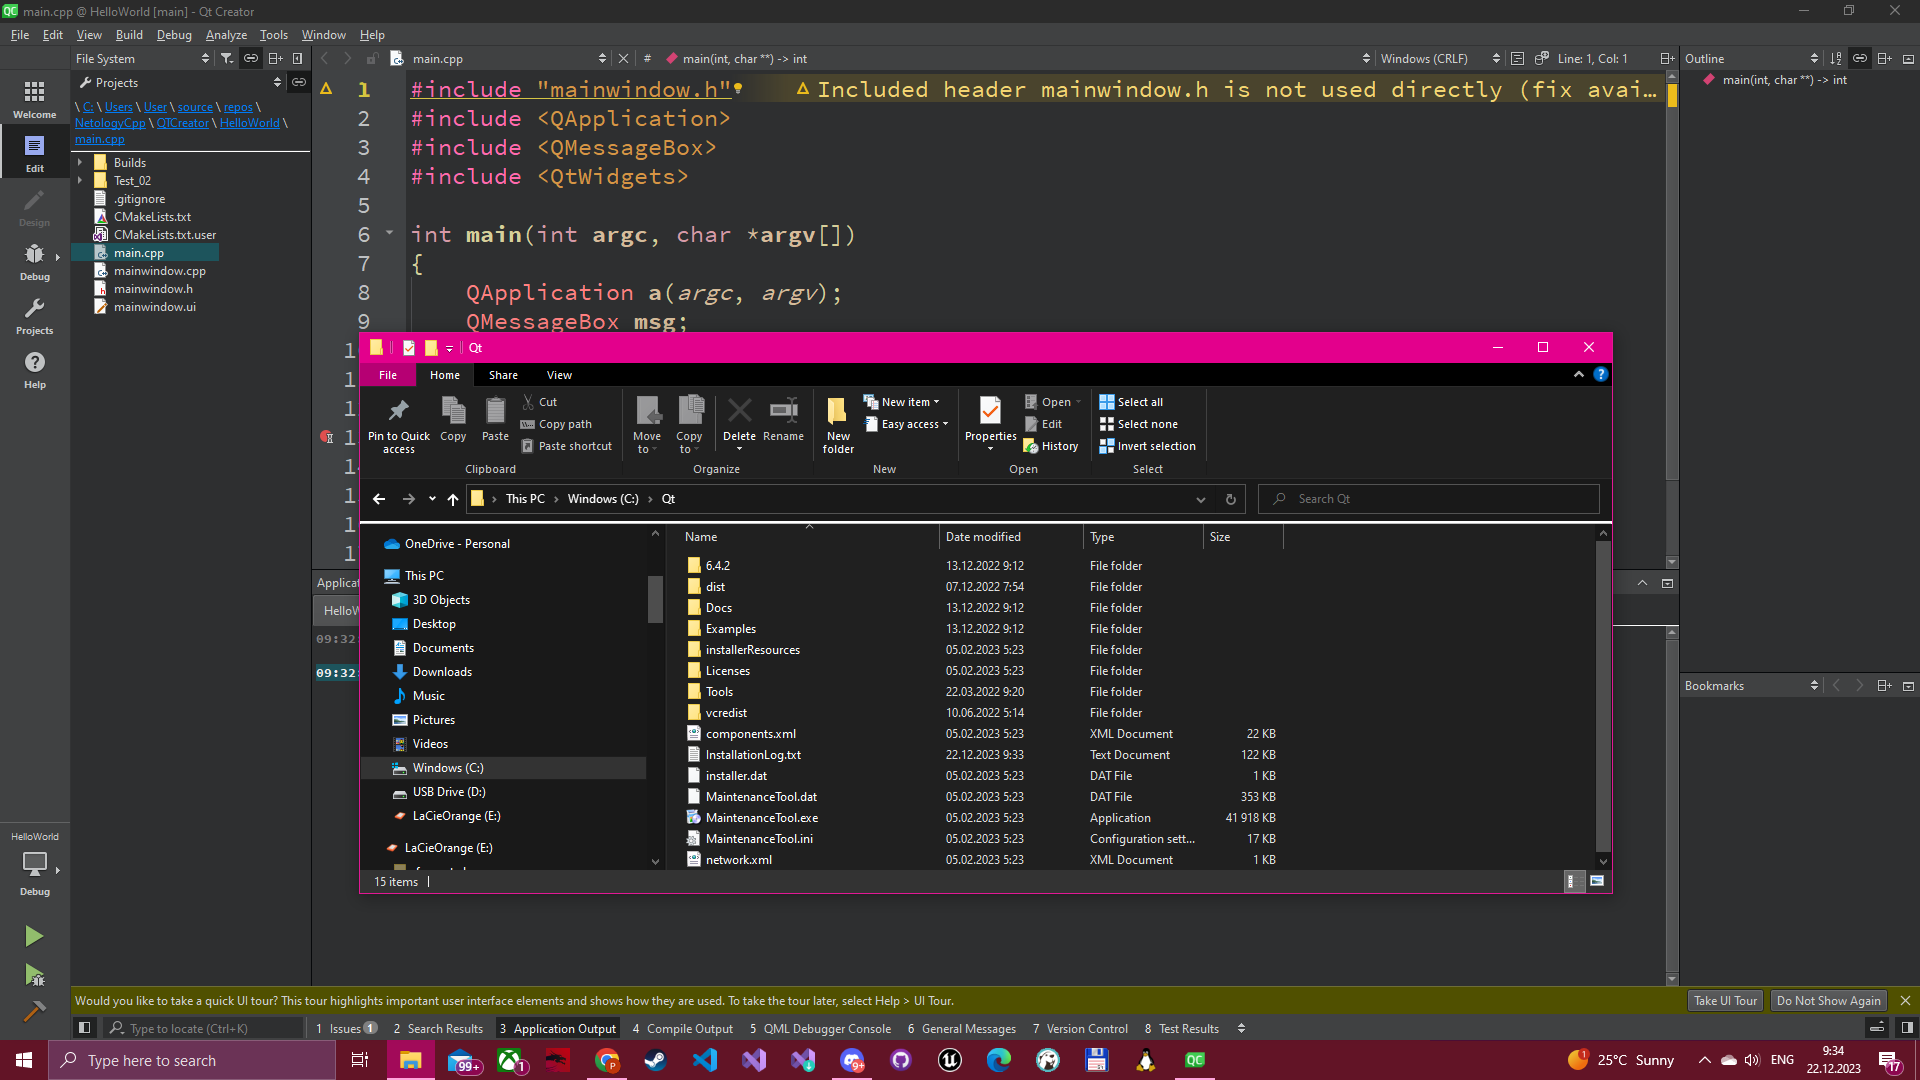 main.cpp @ HelloWorld [main] - Qt Creator
File Edit View Build Debug Analyze Tools Window Help
File System
main.cpp
# main(int, char **) -> int
Windows (CRLF)
Line: 1, Col: 1
Outline
main(int, char **) -> int
Projects
\ C: \ Users \ User \ source \ repos \
NetologyCpp \ QTCreator \ HelloWorld \
main.cpp
Builds
Test_02
.gitignore
CMakeLists.txt
CMakeLists.txt.user
main.cpp
mainwindow.cpp
mainwindow.h
mainwindow.ui
Welcome
Edit
Design
Debug
Projects
Help
HelloWorld
Debug
1 #include "mainwindow.h" Included header mainwindow.h is not used directly (fix avai…
2 #include <QApplication>
3 #include <QMessageBox>
4 #include <QtWidgets>
5
6 int main(int argc, char *argv[])
7 {
8 QApplication a(argc, argv);
9 QMessageBox msg;
Applicat
HelloW
09:32:
09:32:
Qt
File Home Share View
Pin to Quick access
Copy
Paste
Cut
Copy path
Paste shortcut
Clipboard
Move to
Copy to
Delete
Rename
Organize
New folder
New item
Easy access
New
Properties
Open
Edit
History
Open
Select all
Select none
Invert selection
Select
This PC > Windows (C:) > Qt
Search Qt
OneDrive - Personal
This PC
3D Objects
Desktop
Documents
Downloads
Music
Pictures
Videos
Windows (C:)
USB Drive (D:)
LaCieOrange (E:)
LaCieOrange (E:)
Name Date modified Type Size
6.4.2 13.12.2022 9:12 File folder
dist 07.12.2022 7:54 File folder
Docs 13.12.2022 9:12 File folder
Examples 13.12.2022 9:12 File folder
installerResources 05.02.2023 5:23 File folder
Licenses 05.02.2023 5:23 File folder
Tools 22.03.2022 9:20 File folder
vcredist 10.06.2022 5:14 File folder
components.xml 05.02.2023 5:23 XML Document 22 KB
InstallationLog.txt 22.12.2023 9:33 Text Document 122 KB
installer.dat 05.02.2023 5:23 DAT File 1 KB
MaintenanceTool.dat 05.02.2023 5:23 DAT File 353 KB
MaintenanceTool.exe 05.02.2023 5:23 Application 41 918 KB
MaintenanceTool.ini 05.02.2023 5:23 Configuration sett... 17 KB
network.xml 05.02.2023 5:23 XML Document 1 KB
15 items
Bookmarks
Would you like to take a quick UI tour? This tour highlights important user interface elements and shows how they are used. To take the tour later, select Help > UI Tour.
Take UI Tour
Do Not Show Again
Type to locate (Ctrl+K)
1 Issues 1
2 Search Results
3 Application Output
4 Compile Output
5 QML Debugger Console
6 General Messages
7 Version Control
8 Test Results
Type here to search
99+
1
P
9+
QC
1
25°C Sunny
ENG
9:34
22.12.2023
17